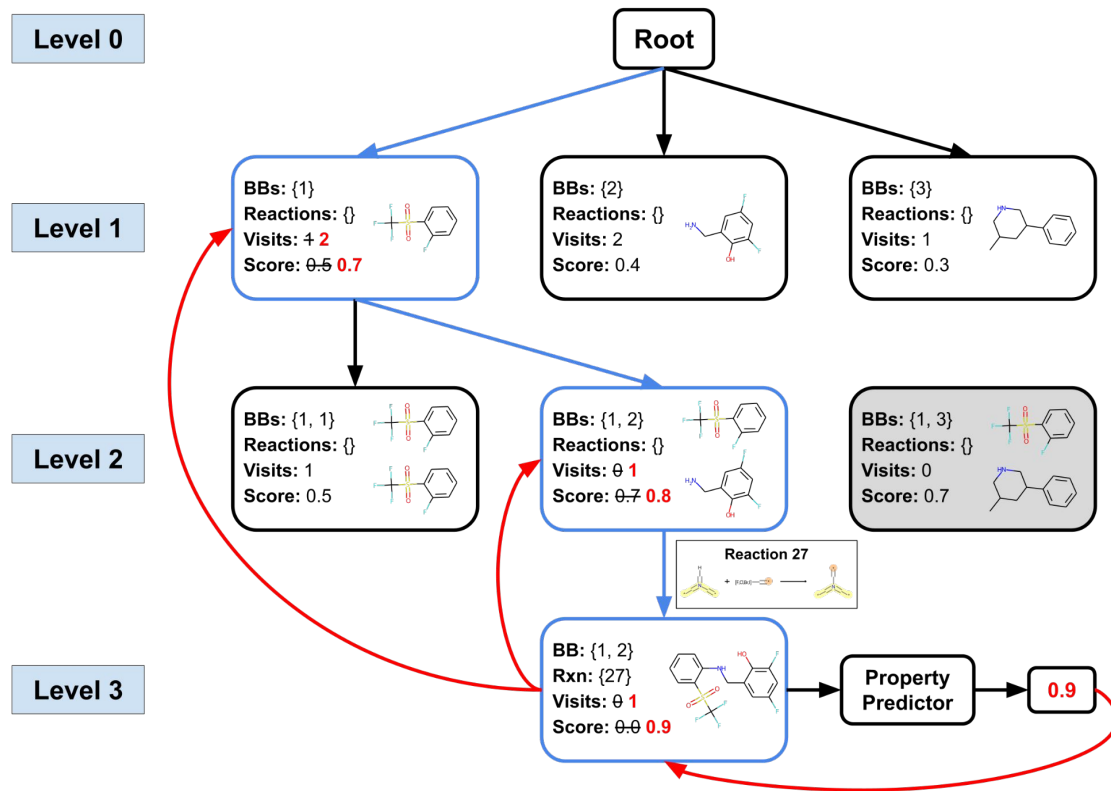 Level 0
Root
Level 1
BBs: {1}
Reactions: {}
Visits: 1 2
Score: 0.5 0.7
BBs: {2}
Reactions: {}
Visits: 2
Score: 0.4
BBs: {3}
Reactions: {}
Visits: 1
Score: 0.3
Level 2
BBs: {1, 1}
Reactions: {}
Visits: 1
Score: 0.5
BBs: {1, 2}
Reactions: {}
Visits: 0 1
Score: 0.7 0.8
BBs: {1, 3}
Reactions: {}
Visits: 0
Score: 0.7
Reaction 27
Level 3
BB: {1, 2}
Rxn: {27}
Visits: 0 1
Score: 0.0 0.9
Property
Predictor
0.9